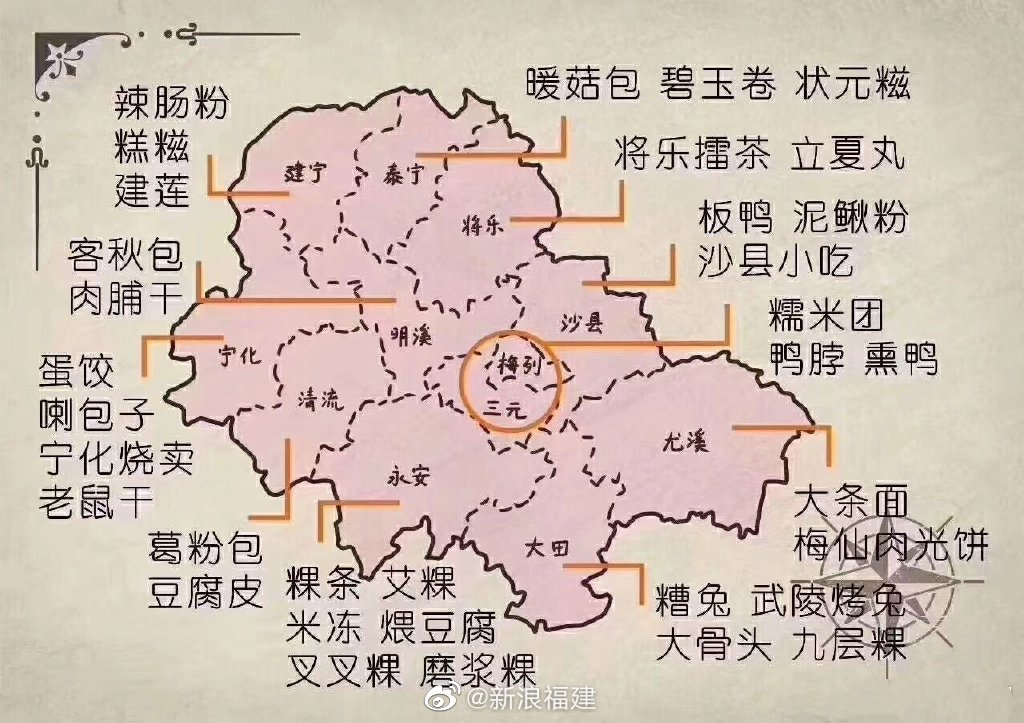 暖菇包 碧玉卷 状元糍
辣肠粉
糕糍
建莲
将乐擂茶 立夏丸
板鸭 泥鳅粉
沙县小吃
客秋包
肉脯干
糯米团
鸭脖 熏鸭
蛋饺
喇包子
宁化烧卖
老鼠干
建宁
泰宁
将乐
沙县
明溪
宁化
梅列
清流
三元
尤溪
永安
大田
大条面
梅仙肉光饼
葛粉包
豆腐皮
粿条 艾粿
米冻 煨豆腐
叉叉粿 磨浆粿
糟兔 武陵烤兔
大骨头 九层粿
@新浪福建